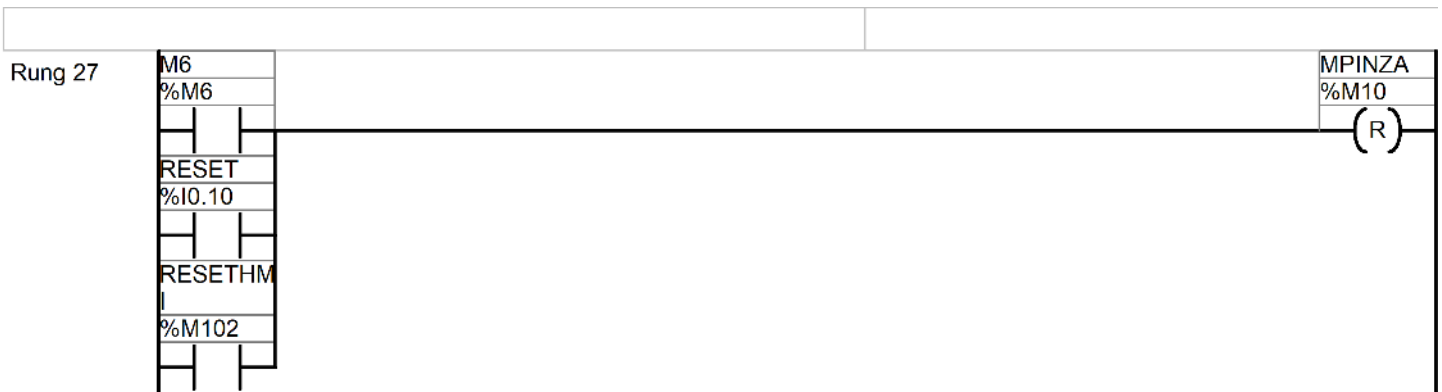 Rung 27
M6
%M6
MPINZA
%M10
R
RESET
%I0.10
RESETHM
I
%M102